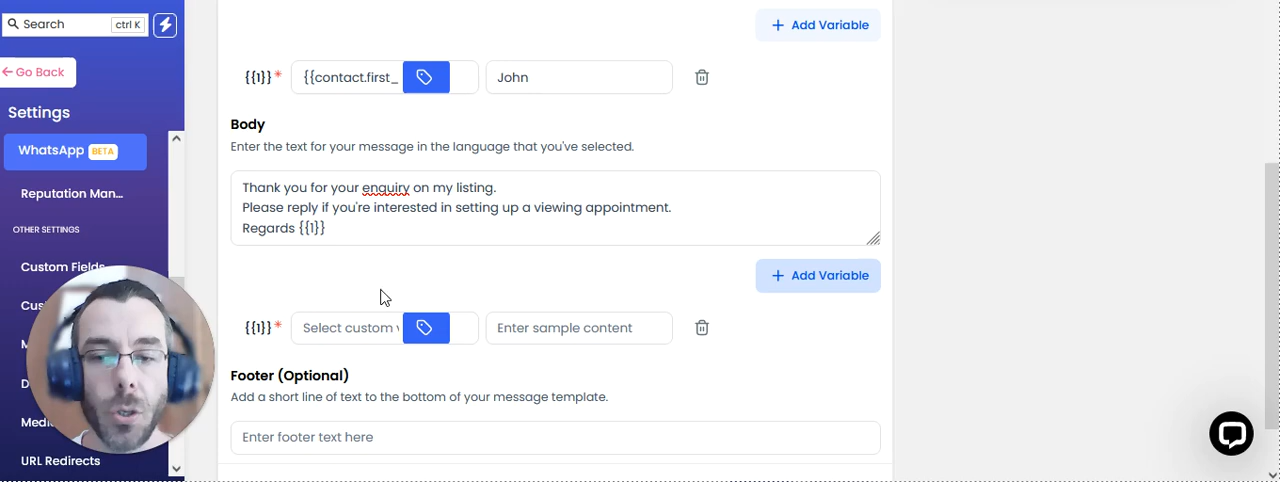 Search
ctrl K
Go Back
Settings
WhatsApp BETA
Reputation Man...
OTHER SETTINGS
Custom Fields
URL Redirects
+ Add Variable
{{1}} *
{{contact.first_
John
Body
Enter the text for your message in the language that you've selected.
Thank you for your enquiry on my listing.
Please reply if you're interested in setting up a viewing appointment.
Regards {{1}}
+ Add Variable
{{1}} *
Select custom
Enter sample content
Footer (Optional)
Add a short line of text to the bottom of your message template.
Enter footer text here